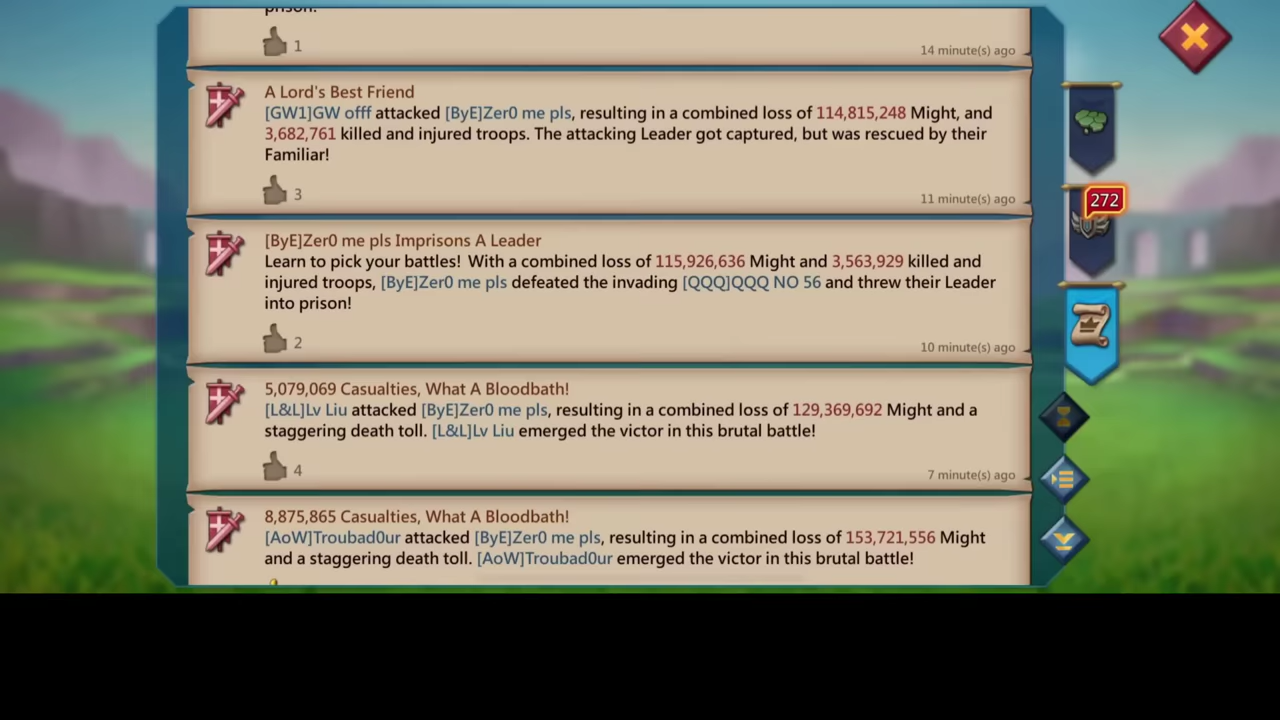 prison!
1
14 minute(s) ago
A Lord's Best Friend
[GW1]GW offf attacked [ByE]Zer0 me pls, resulting in a combined loss of 114,815,248 Might, and
3,682,761 killed and injured troops. The attacking Leader got captured, but was rescued by their
Familiar!
3
11 minute(s) ago
272
[ByE]Zer0 me pls Imprisons A Leader
Learn to pick your battles! With a combined loss of 115,926,636 Might and 3,563,929 killed and
injured troops, [ByE]Zer0 me pls defeated the invading [QQQ]QQQ NO 56 and threw their Leader
into prison!
2
10 minute(s) ago
5,079,069 Casualties, What A Bloodbath!
[L&L]Lv Liu attacked [ByE]Zer0 me pls, resulting in a combined loss of 129,369,692 Might and a
staggering death toll. [L&L]Lv Liu emerged the victor in this brutal battle!
4
7 minute(s) ago
8,875,865 Casualties, What A Bloodbath!
[AoW]Troubad0ur attacked [ByE]Zer0 me pls, resulting in a combined loss of 153,721,556 Might
and a staggering death toll. [AoW]Troubad0ur emerged the victor in this brutal battle!